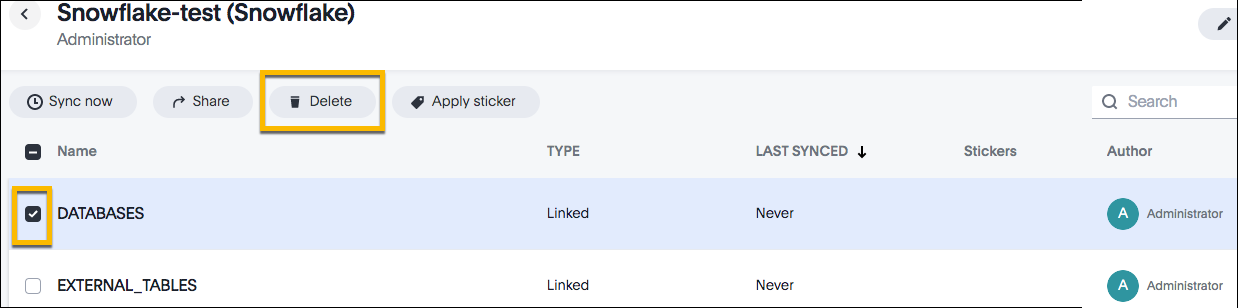 Snowflake-test (Snowflake)
Administrator
Sync now Share Delete Apply sticker Search
Name TYPE LAST SYNCED Stickers Author
DATABASES Linked Never A Administrator
EXTERNAL_TABLES Linked Never A Administrator